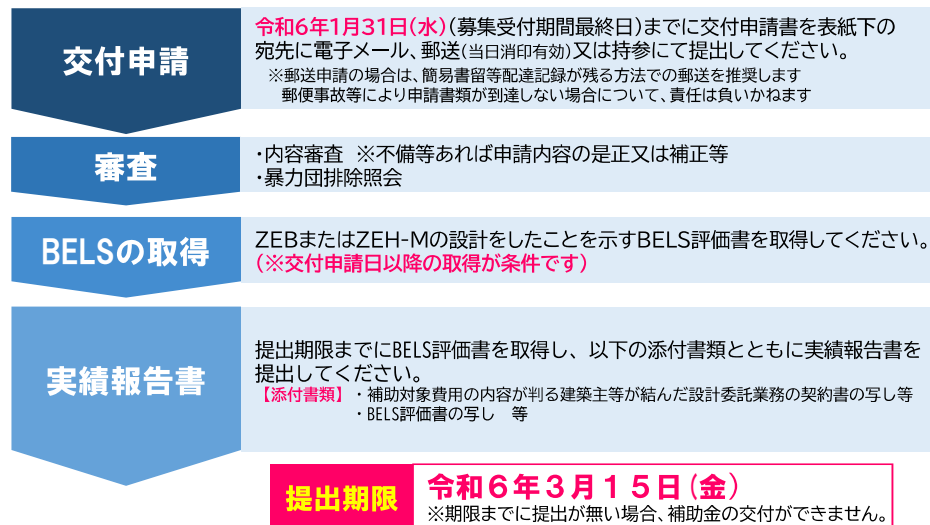 交付申請
令和6年1月31日(水)(募集受付期間最終日)までに交付申請書を表紙下の
宛先に電子メール、郵送(当日消印有効)又は持参にて提出してください。
※郵送申請の場合は、簡易書留等配達記録が残る方法での郵送を推奨します
郵便事故等により申請書類が到達しない場合について、責任は負いかねます
審査
・内容審査 ※不備等あれば申請内容の是正又は補正等
・暴力団排除照会
BELSの取得
ZEBまたはZEH-Mの設計をしたことを示すBELS評価書を取得してください。
(※交付申請日以降の取得が条件です)
実績報告書
提出期限までにBELS評価書を取得し、以下の添付書類とともに実績報告書を
提出してください。
【添付書類】・補助対象費用の内容が判る建築主等が結んだ設計委託業務の契約書の写し等
・BELS評価書の写し 等
提出期限
令和6年3月15日(金)
※期限までに提出が無い場合、補助金の交付ができません。